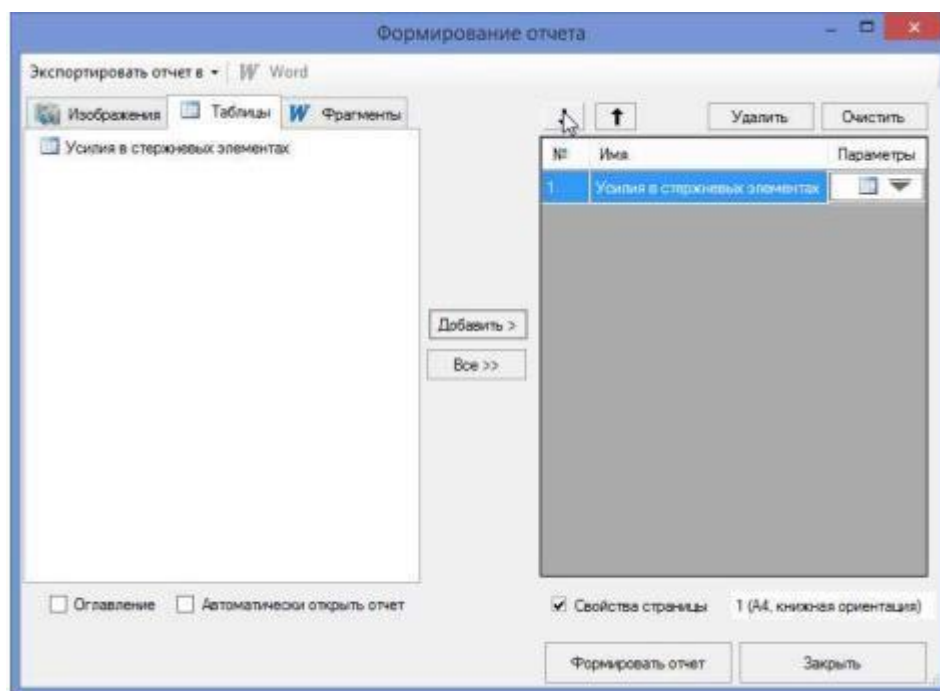 Формирование отчета
Экспортировать отчет в Word
Изображения Таблицы Фрагменты
Удалить Очистить
Усилия в стержневых элементах
№ Имя Параметры
1 Усилия в стержневых элементах
Добавить >
Все >>
Оглавление Автоматически открыть отчет
Свойства страницы 1 (A4, книжная ориентация)
Формировать отчет Закрыть